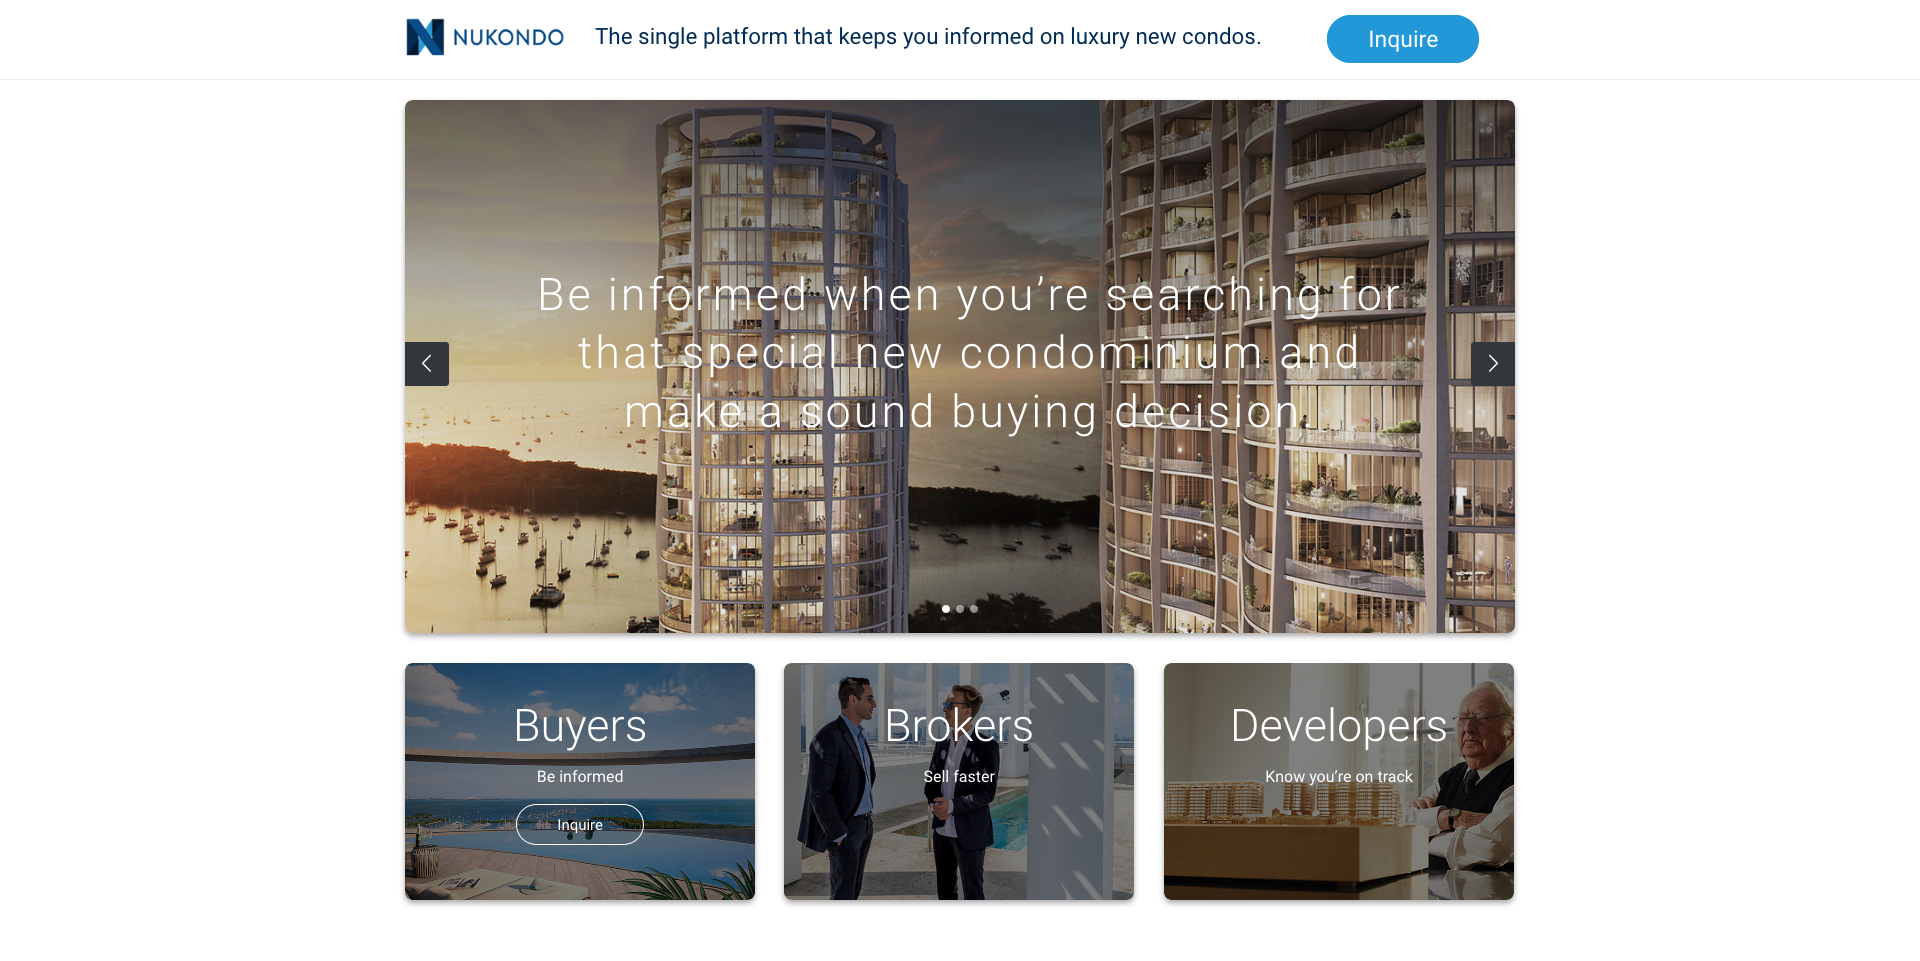 NUKONDO
The single platform that keeps you informed on luxury new condos.
Inquire
Be informed when you’re searching for
that special new condominium and
make a sound buying decision.
Buyers
Be informed
Inquire
Brokers
Sell faster
Developers
Know you’re on track